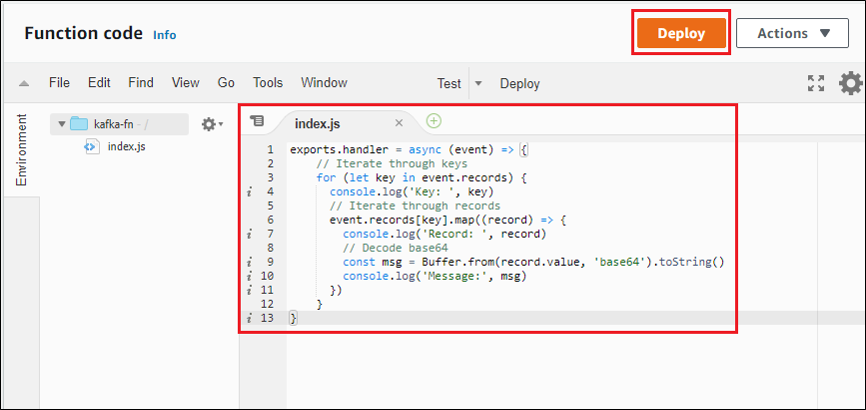 Function code Info Deploy Actions ▼
File Edit Find View Go Tools Window Test Deploy
Environment
kafka-fn - /
index.js
index.js ×
1 exports.handler = async (event) => {
2     // Iterate through keys
3     for (let key in event.records) {
4       console.log('Key: ', key)
5       // Iterate through records
6       event.records[key].map((record) => {
7         console.log('Record: ', record)
8         // Decode base64
9         const msg = Buffer.from(record.value, 'base64').toString()
10         console.log('Message:', msg)
11       })
12     }
13 }